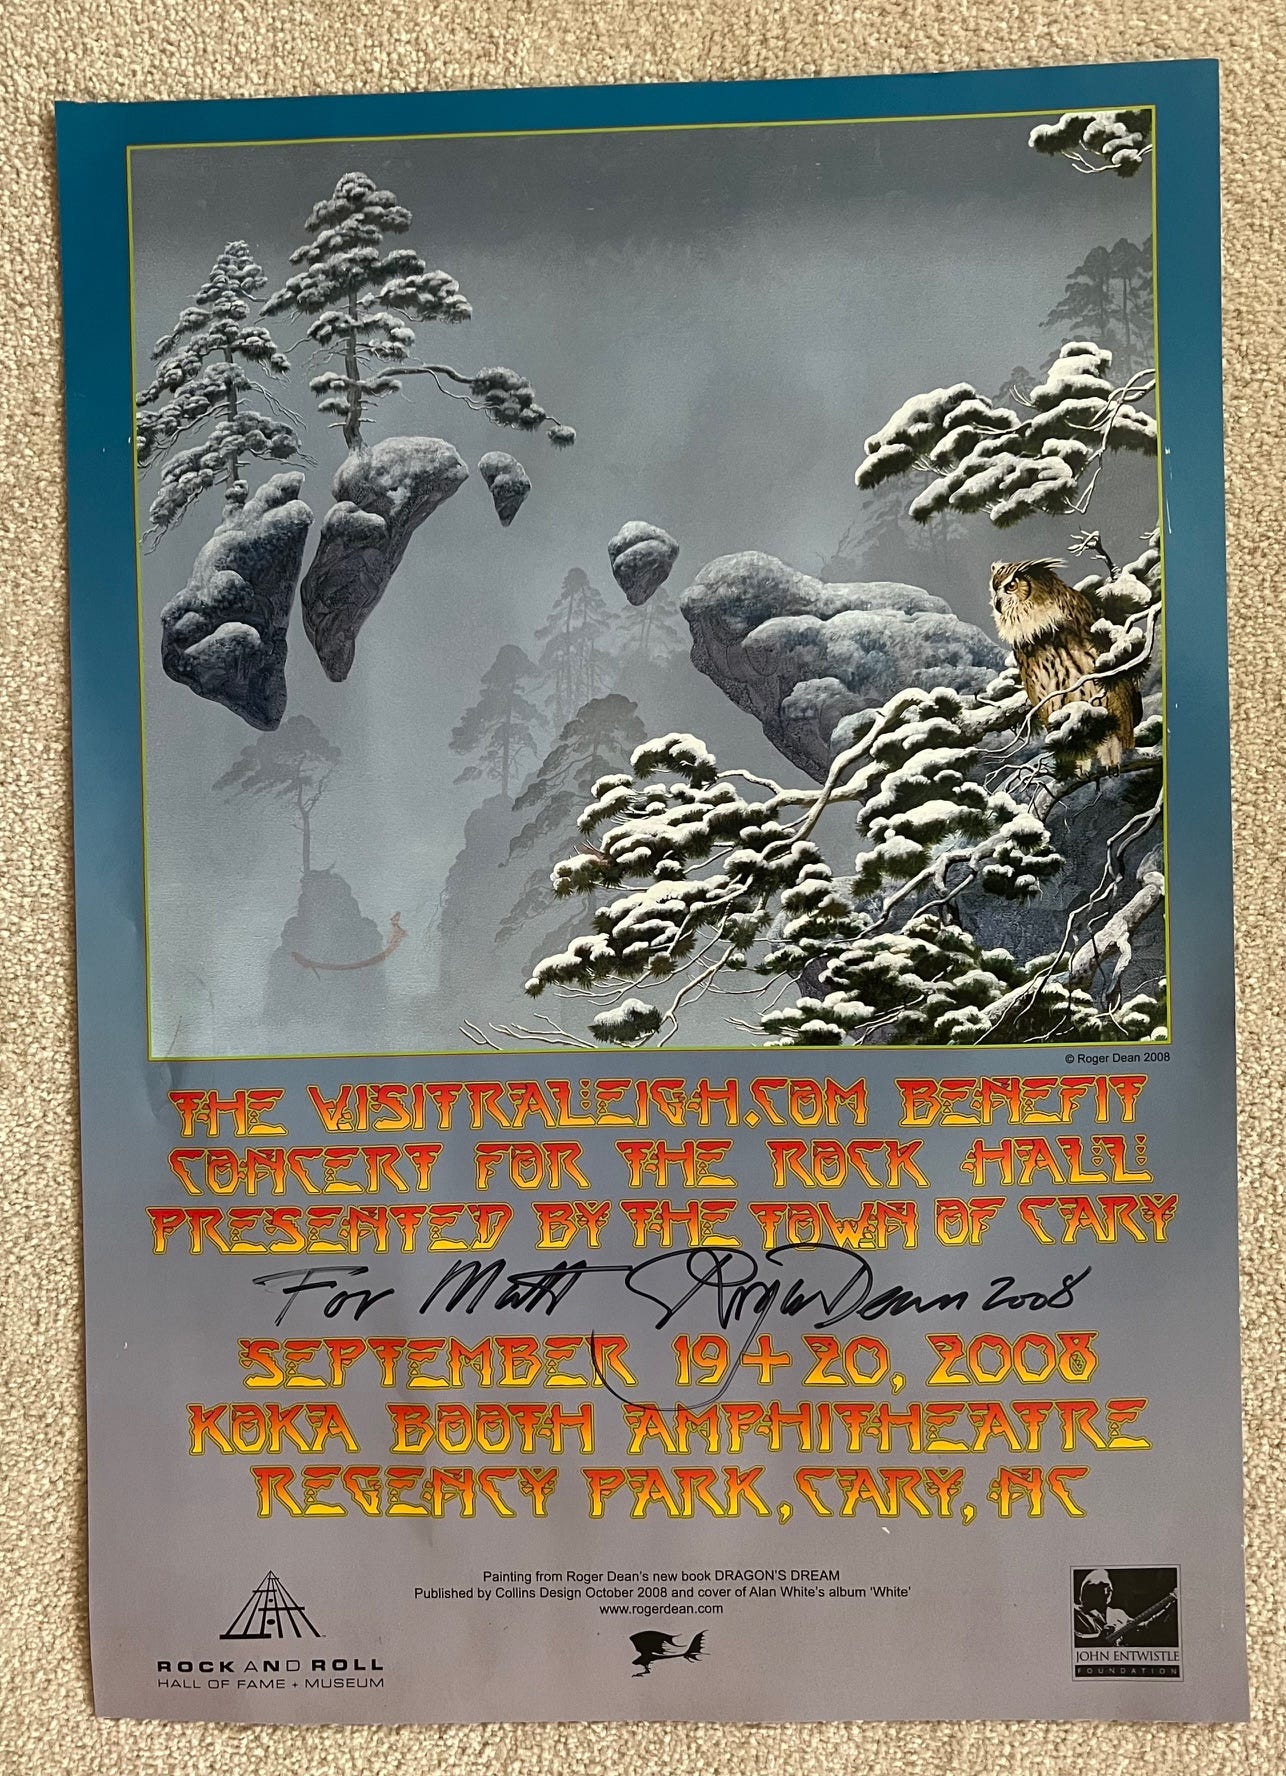 © Roger Dean 2008
THE VISITRALEIGH.COM BENEFIT
CONCERT FOR THE ROCK HALL
PRESENTED BY THE TOWN OF CARY
For Matt Roger Dean 2008
SEPTEMBER 19 + 20, 2008
KOKA BOOTH AMPHITHEATRE
REGENCY PARK, CARY, NC
Painting from Roger Dean's new book DRAGON'S DREAM
Published by Collins Design October 2008 and cover of Alan White's album 'White'
www.rogerdean.com
ROCK AND ROLL
HALL OF FAME + MUSEUM
JOHN ENTWISTLE
FOUNDATION